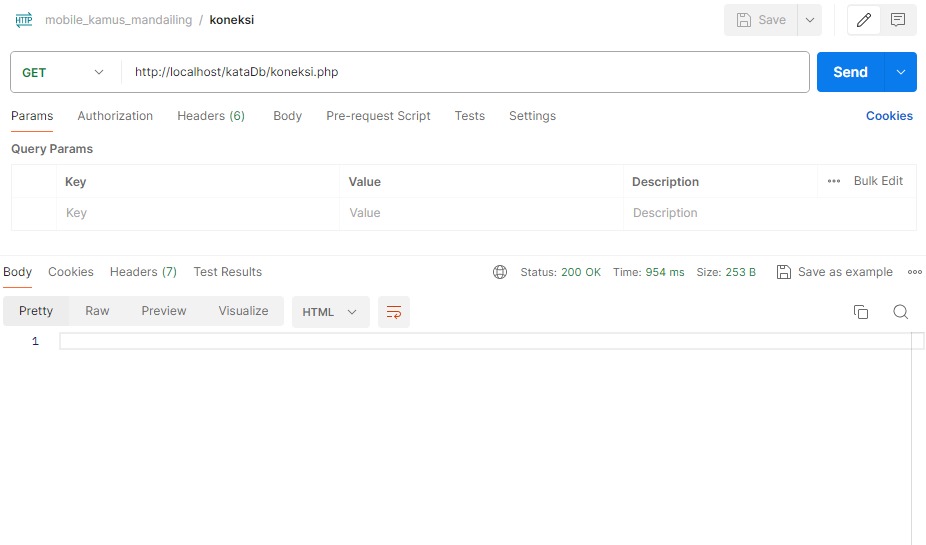 HTTP mobile_kamus_mandailing / koneksi Save
GET http://localhost/kataDb/koneksi.php Send
Params Authorization Headers (6) Body Pre-request Script Tests Settings Cookies
Query Params
Key Value Description Bulk Edit
Key Value Description
Body Cookies Headers (7) Test Results Status: 200 OK Time: 954 ms Size: 253 B Save as example
Pretty Raw Preview Visualize HTML
1